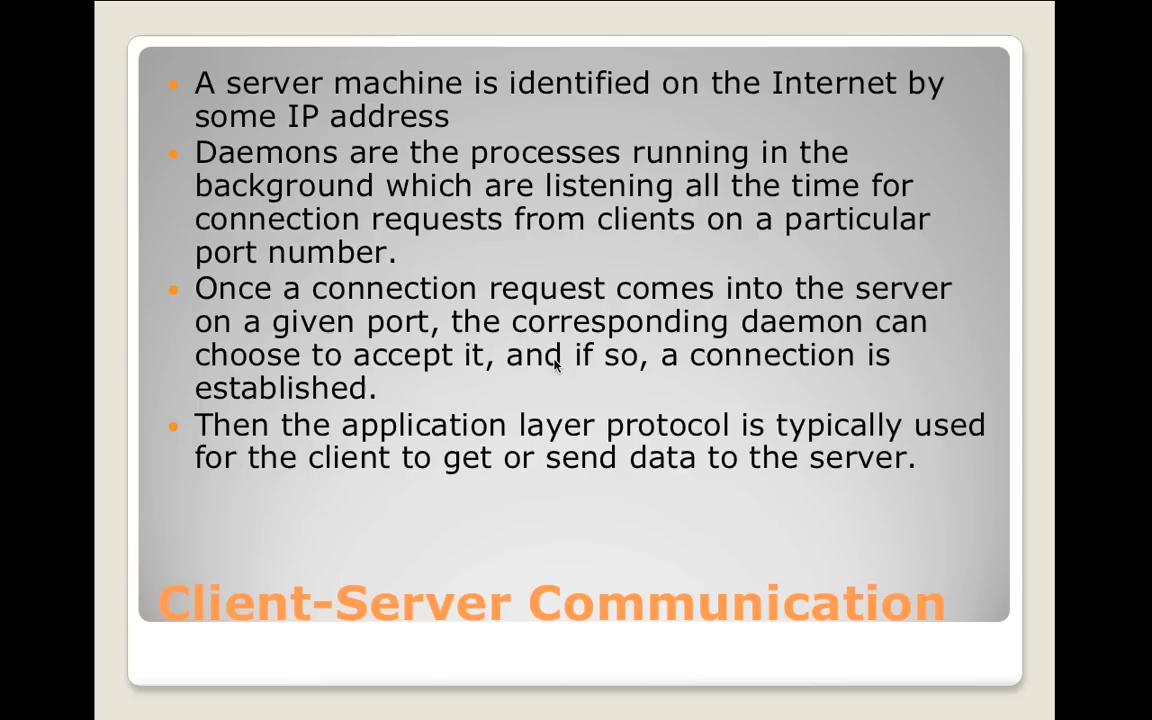 A server machine is identified on the Internet by
some IP address
Daemons are the processes running in the
background which are listening all the time for
connection requests from clients on a particular
port number.
Once a connection request comes into the server
on a given port, the corresponding daemon can
choose to accept it, and if so, a connection is
established.
Then the application layer protocol is typically used
for the client to get or send data to the server.
Client-Server Communication